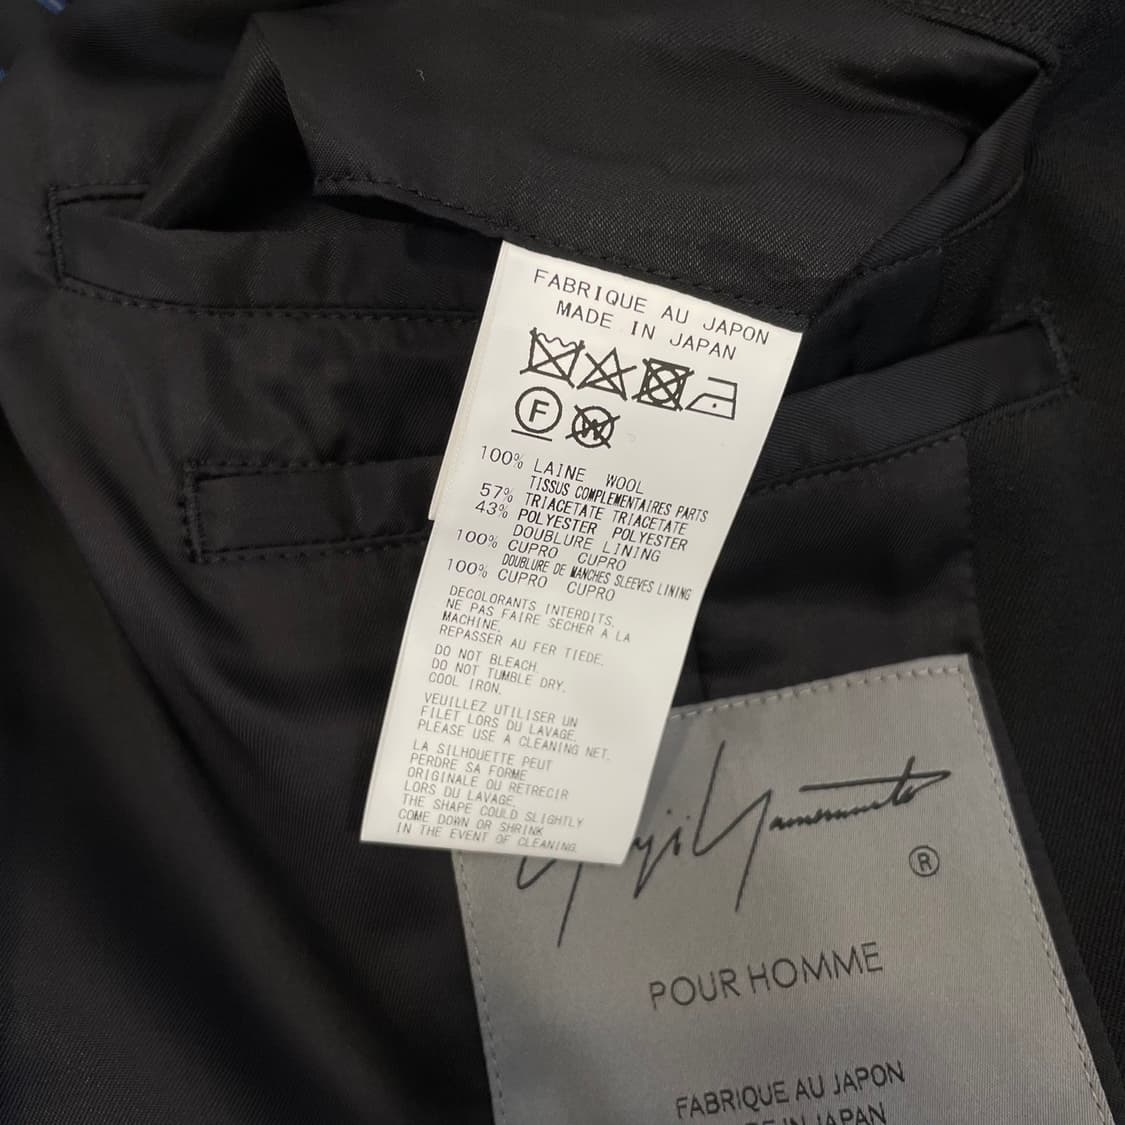 FABRIQUE AU JAPON
MADE IN JAPAN
F
W
100% LAINE WOOL
TISSUS COMPLEMENTAIRES PARTS
57% TRIACETATE TRIACETATE
43% POLYESTER POLYESTER
DOUBLURE LINING
100% CUPRO CUPRO
DOUBLURE DE MANCHES SLEEVES LINING
100% CUPRO CUPRO
DECOLORANTS INTERDITS.
NE PAS FAIRE SECHER A LA
MACHINE.
REPASSER AU FER TIEDE.
DO NOT BLEACH.
DO NOT TUMBLE DRY.
COOL IRON.
VEUILLEZ UTILISER UN
FILET LORS DU LAVAGE.
PLEASE USE A CLEANING NET.
LA SILHOUETTE PEUT
PERDRE SA FORME
ORIGINALE OU RETRECIR
LORS DU LAVAGE.
THE SHAPE COULD SLIGHTLY
COME DOWN OR SHRINK
IN THE EVENT OF CLEANING.
Yohji Yamamoto
®
POUR HOMME
FABRIQUE AU JAPON
IN JAPAN